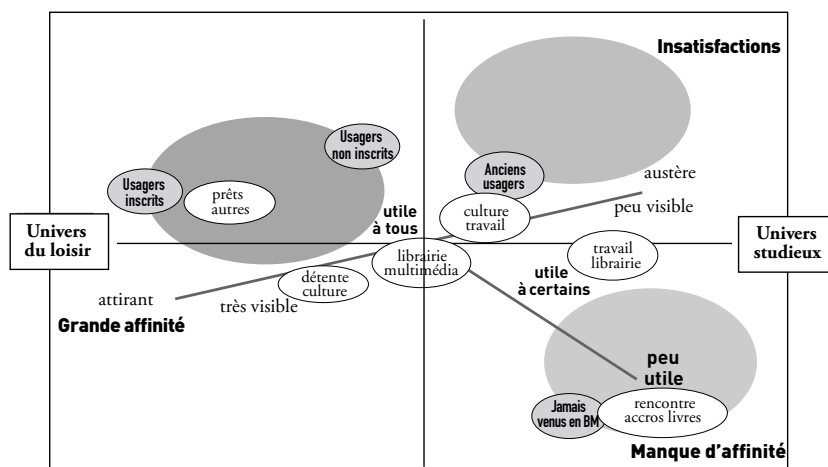 Insatisfactions
Usagers
non inscrits
Usagers
inscrits
prêts
autres
Anciens
usagers
austère
culture
travail
peu visible
utile
à tous
Univers
du loisir
librairie
multimédia
travail
librairie
Univers
studieux
détente
culture
utile
à certains
attirant
très visible
Grande affinité
peu
utile
Jamais
venus en BM
rencontre
accros livres
Manque d'affinité